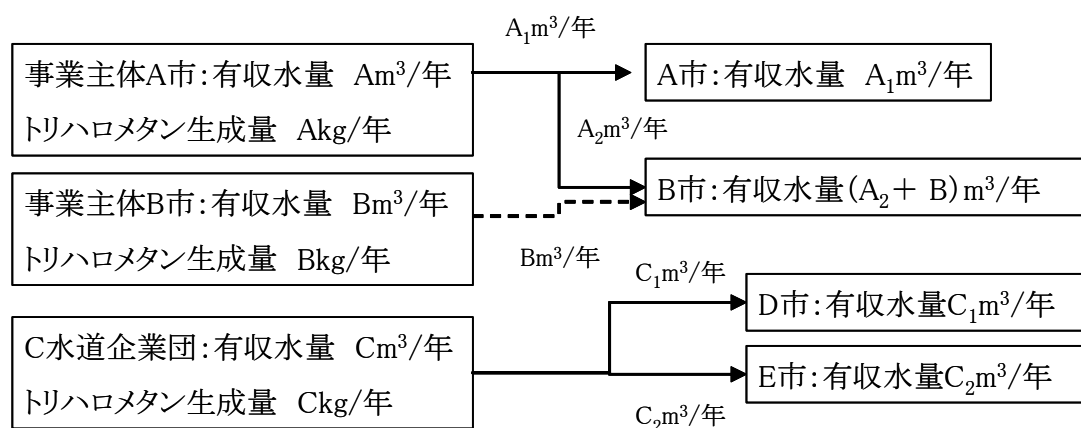 A₁m³/年
事業主体A市：有収水量　Am³/年
トリハロメタン生成量　Akg/年
A市：有収水量　A₁m³/年
A₂m³/年
事業主体B市：有収水量　Bm³/年
トリハロメタン生成量　Bkg/年
B市：有収水量(A₂＋ B)m³/年
Bm³/年
C₁m³/年
D市：有収水量C₁m³/年
C水道企業団：有収水量　Cm³/年
トリハロメタン生成量　Ckg/年
E市：有収水量C₂m³/年
C₂m³/年